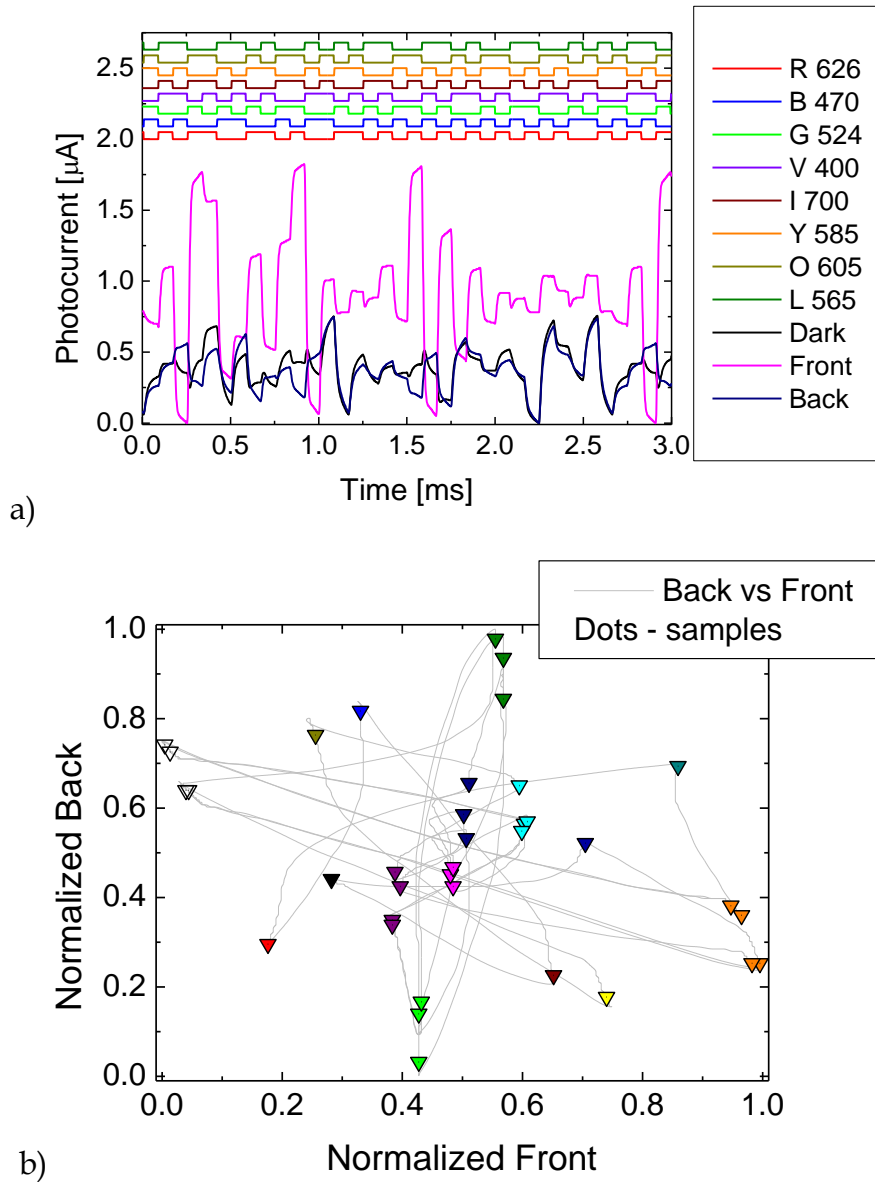 2.5
2.0
1.5
1.0
0.5
0.0
Photocurrent [μA]
0.0 0.5 1.0 1.5 2.0 2.5 3.0
Time [ms]
R 626
B 470
G 524
V 400
I 700
Y 585
O 605
L 565
Dark
Front
Back
a)
Back vs Front
Dots - samples
1.0
0.8
0.6
0.4
0.2
0.0
Normalized Back
0.0 0.2 0.4 0.6 0.8 1.0
Normalized Front
b)